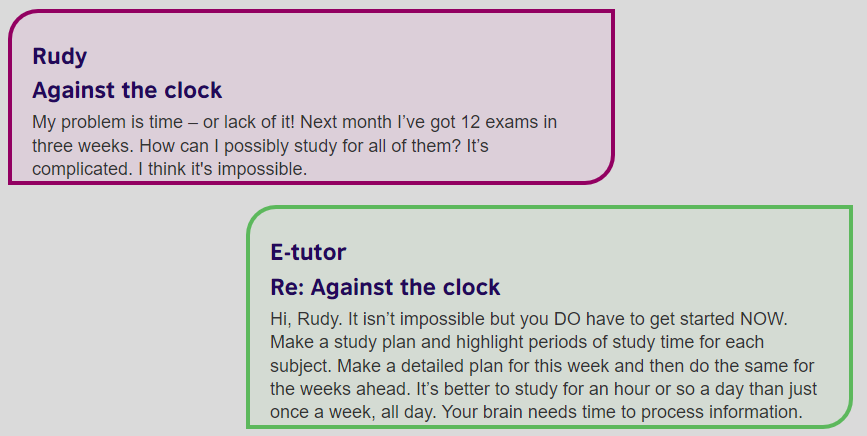 Rudy
Against the clock
My problem is time – or lack of it! Next month I’ve got 12 exams in
three weeks. How can I possibly study for all of them? It’s
complicated. I think it's impossible.
E-tutor
Re: Against the clock
Hi, Rudy. It isn’t impossible but you DO have to get started NOW.
Make a study plan and highlight periods of study time for each
subject. Make a detailed plan for this week and then do the same for
the weeks ahead. It’s better to study for an hour or so a day than just
once a week, all day. Your brain needs time to process information.